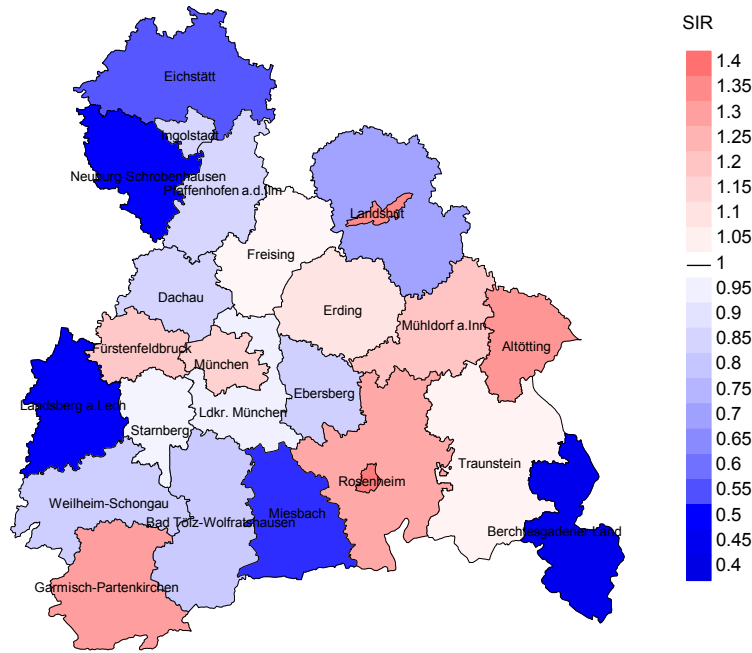 SIR
Eichstätt
Ingolstadt
Neuburg-Schrobenhausen
Pfaffenhofen a.d.Ilm
Landshut
Freising
Dachau
Erding
Mühldorf a.Inn
Altötting
Fürstenfeldbruck
München
Ebersberg
Landsberg a.Lech
Ldkr. München
Starnberg
Traunstein
Rosenheim
Weilheim-Schongau
Miesbach
Bad Tölz-Wolfratshausen
Berchtesgadener Land
Garmisch-Partenkirchen
1.4
1.35
1.3
1.25
1.2
1.15
1.1
1.05
1
0.95
0.9
0.85
0.8
0.75
0.7
0.65
0.6
0.55
0.5
0.45
0.4